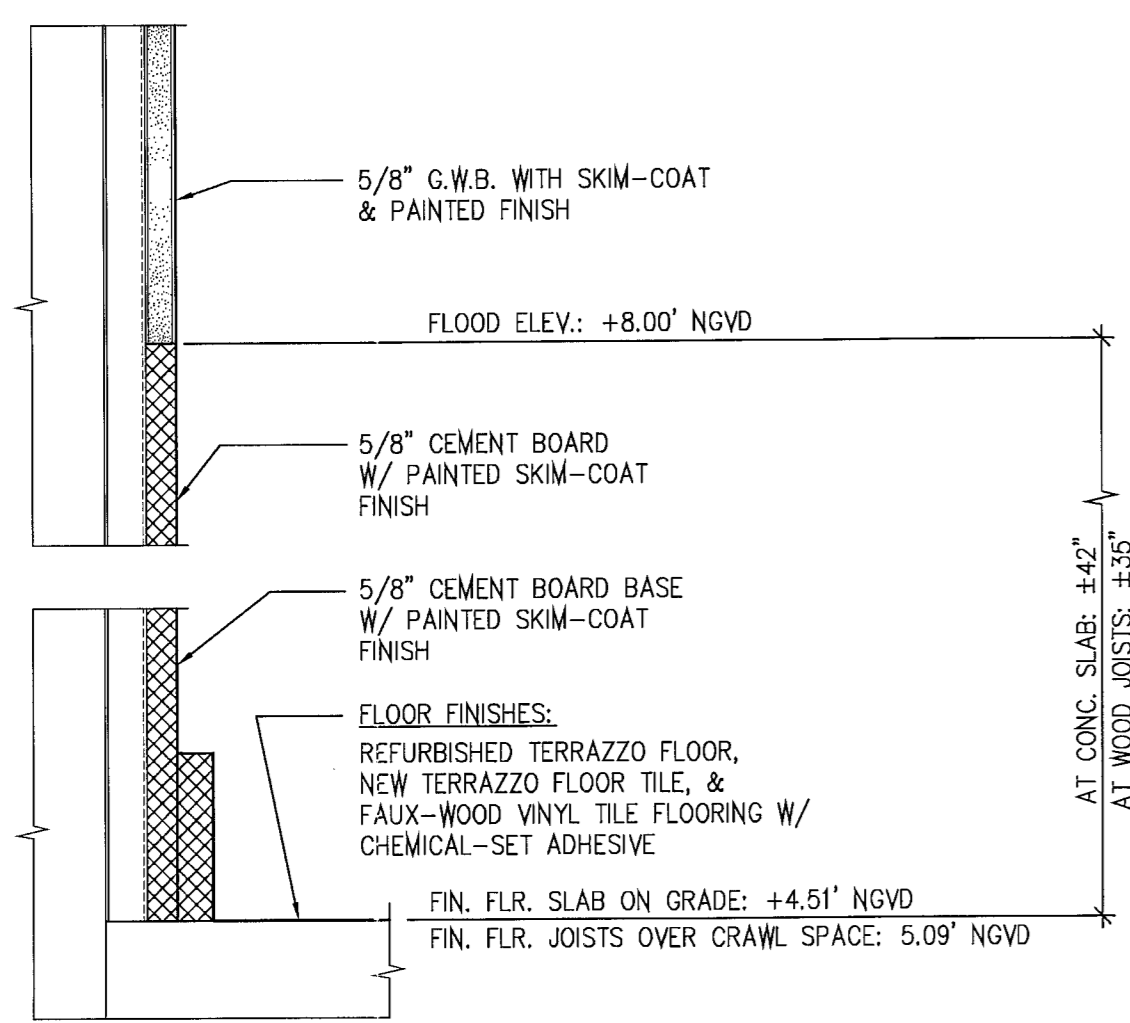 5/8" G.W.B. WITH SKIM-COAT
& PAINTED FINISH
FLOOD ELEV.: +8.00' NGVD
5/8" CEMENT BOARD
W/ PAINTED SKIM-COAT
FINISH
5/8" CEMENT BOARD BASE
W/ PAINTED SKIM-COAT
FINISH
FLOOR FINISHES:
REFURBISHED TERRAZZO FLOOR,
NEW TERRAZZO FLOOR TILE, &
FAUX-WOOD VINYL TILE FLOORING W/
CHEMICAL-SET ADHESIVE
FIN. FLR. SLAB ON GRADE: +4.51' NGVD
FIN. FLR. JOISTS OVER CRAWL SPACE: 5.09' NGVD
AT CONC. SLAB: ±42"
AT WOOD JOISTS: ±35"